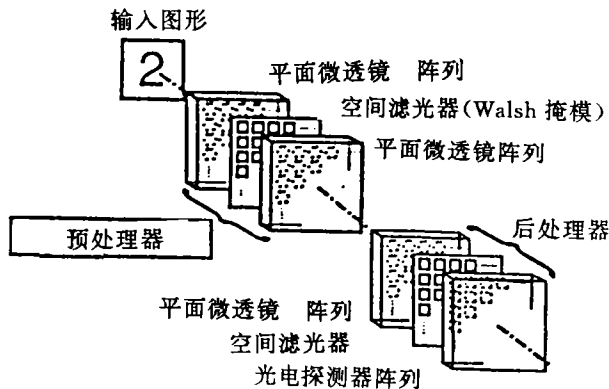 输入图形
2
平面微透镜 阵列
空间滤光器(Walsh 掩模)
平面微透镜阵列
预处理器
后处理器
平面微透镜 阵列
空间滤光器
光电探测器阵列